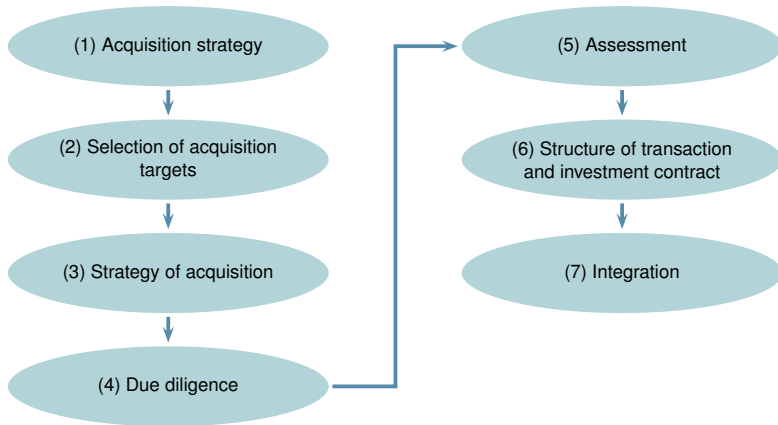 (1) Acquisition strategy
(2) Selection of acquisition
targets
(3) Strategy of acquisition
(4) Due diligence
(5) Assessment
(6) Structure of transaction
and investment contract
(7) Integration